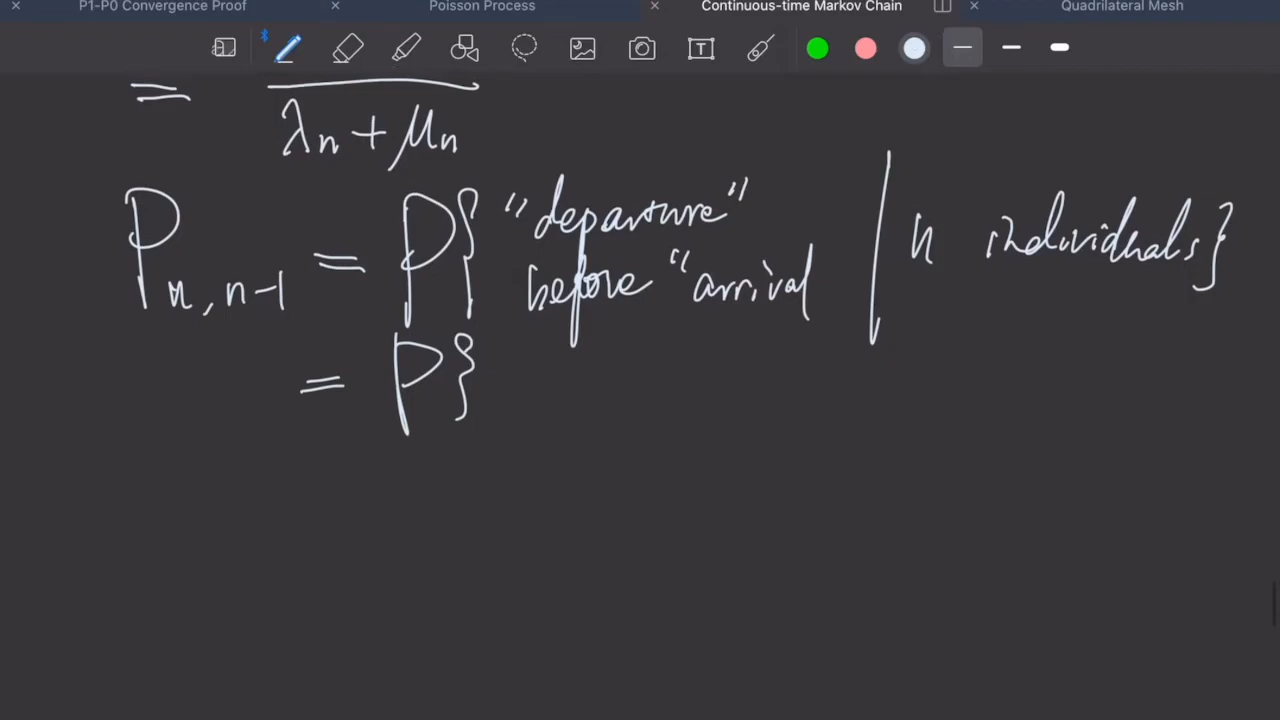 P1-P0 Convergence Proof × Poisson Process × Continuous-time Markov Chain × Quadrilateral Mesh
T
=
λn + μn
Pn, n-1 = P{ "departure" before "arrival | n individuals}
= P{